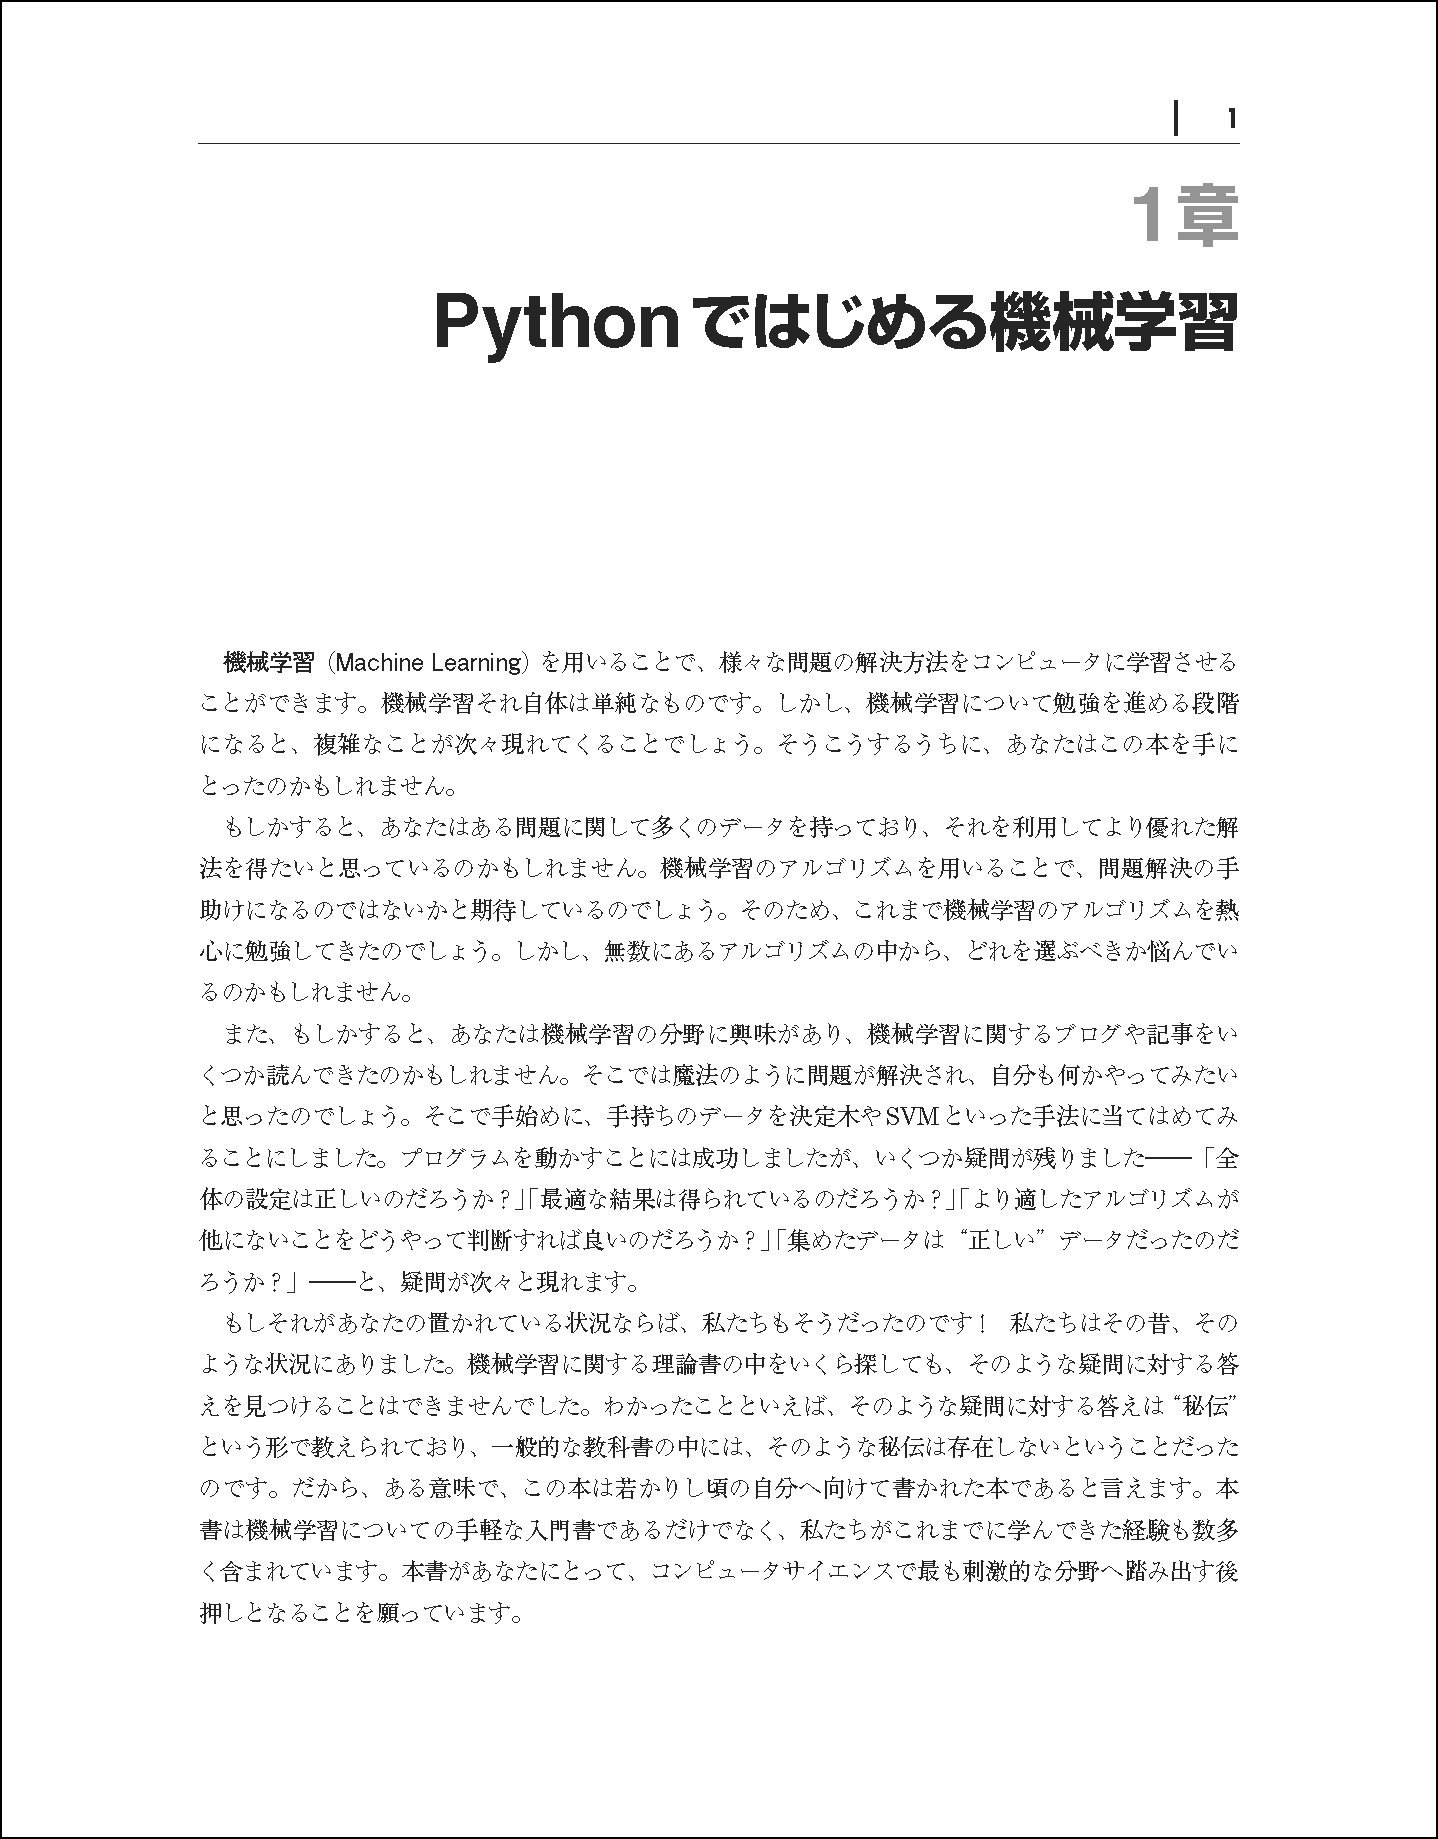 1
1章
Pythonではじめる機械学習
機械学習（Machine Learning）を用いることで、様々な問題の解決方法をコンピュータに学習させる
ことができます。機械学習それ自体は単純なものです。しかし、機械学習について勉強を進める段階
になると、複雑なことが次々現れてくることでしょう。そうこうするうちに、あなたはこの本を手に
とったのかもしれません。
もしかすると、あなたはある問題に関して多くのデータを持っており、それを利用してより優れた解
法を得たいと思っているのかもしれません。機械学習のアルゴリズムを用いることで、問題解決の手
助けになるのではないかと期待しているのでしょう。そのため、これまで機械学習のアルゴリズムを熱
心に勉強してきたのでしょう。しかし、無数にあるアルゴリズムの中から、どれを選ぶべきか悩んでい
るのかもしれません。
また、もしかすると、あなたは機械学習の分野に興味があり、機械学習に関するブログや記事をい
くつか読んできたのかもしれません。そこでは魔法のように問題が解決され、自分も何かやってみたい
と思ったのでしょう。そこで手始めに、手持ちのデータを決定木やSVMといった手法に当てはめてみ
ることにしました。プログラムを動かすことには成功しましたが、いくつか疑問が残りました――「全
体の設定は正しいのだろうか？」「最適な結果は得られているのだろうか？」「より適したアルゴリズムが
他にないことをどうやって判断すれば良いのだろうか？」「集めたデータは“正しい”データだったのだ
ろうか？」――と、疑問が次々と現れます。
もしそれがあなたの置かれている状況ならば、私たちもそうだったのです！　私たちはその昔、その
ような状況にありました。機械学習に関する理論書の中をいくら探しても、そのような疑問に対する答
えを見つけることはできませんでした。わかったことといえば、そのような疑問に対する答えは“秘伝”
という形で教えられており、一般的な教科書の中には、そのような秘伝は存在しないということだった
のです。だから、ある意味で、この本は若かりし頃の自分へ向けて書かれた本であると言えます。本
書は機械学習についての手軽な入門書であるだけでなく、私たちがこれまでに学んできた経験も数多
く含まれています。本書があなたにとって、コンピュータサイエンスで最も刺激的な分野へ踏み出す後
押しとなることを願っています。